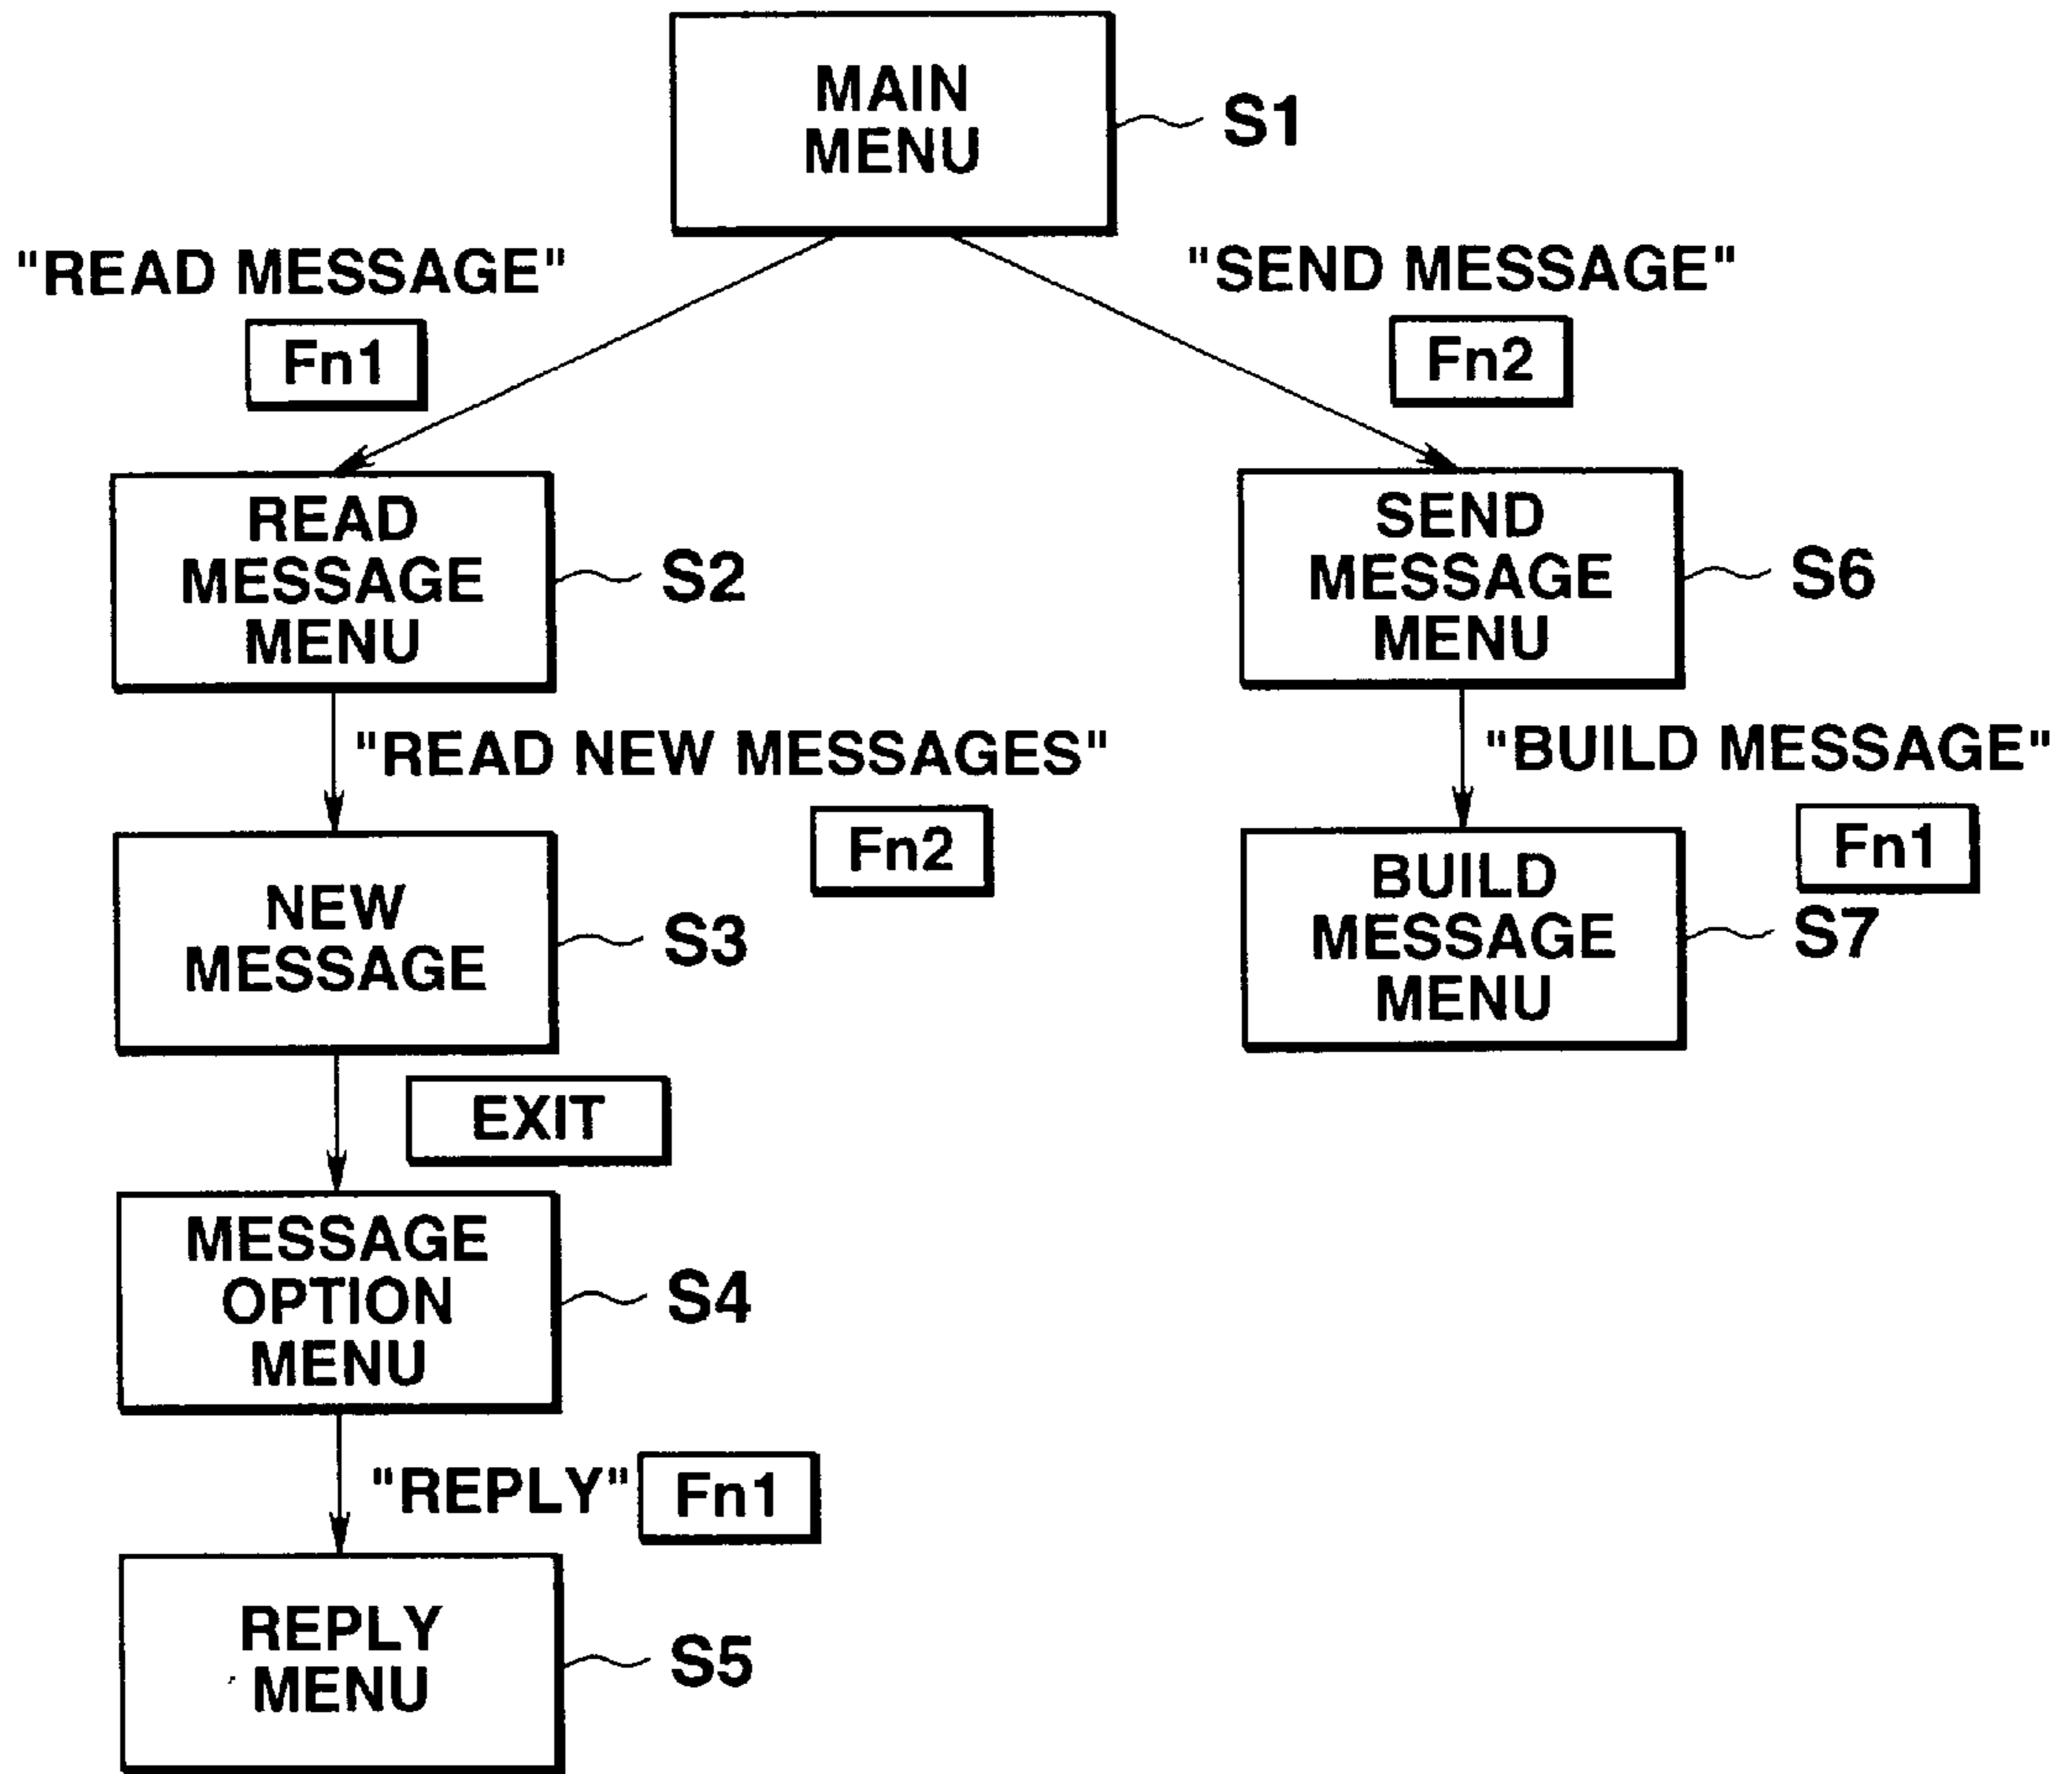 MAIN
MENU
S1
"READ MESSAGE"
Fn1
"SEND MESSAGE"
Fn2
READ
MESSAGE
MENU
S2
SEND
MESSAGE
MENU
S6
"READ NEW MESSAGES"
Fn2
"BUILD MESSAGE"
Fn1
NEW
MESSAGE
S3
BUILD
MESSAGE
MENU
S7
EXIT
MESSAGE
OPTION
MENU
S4
"REPLY"
Fn1
REPLY
MENU
S5